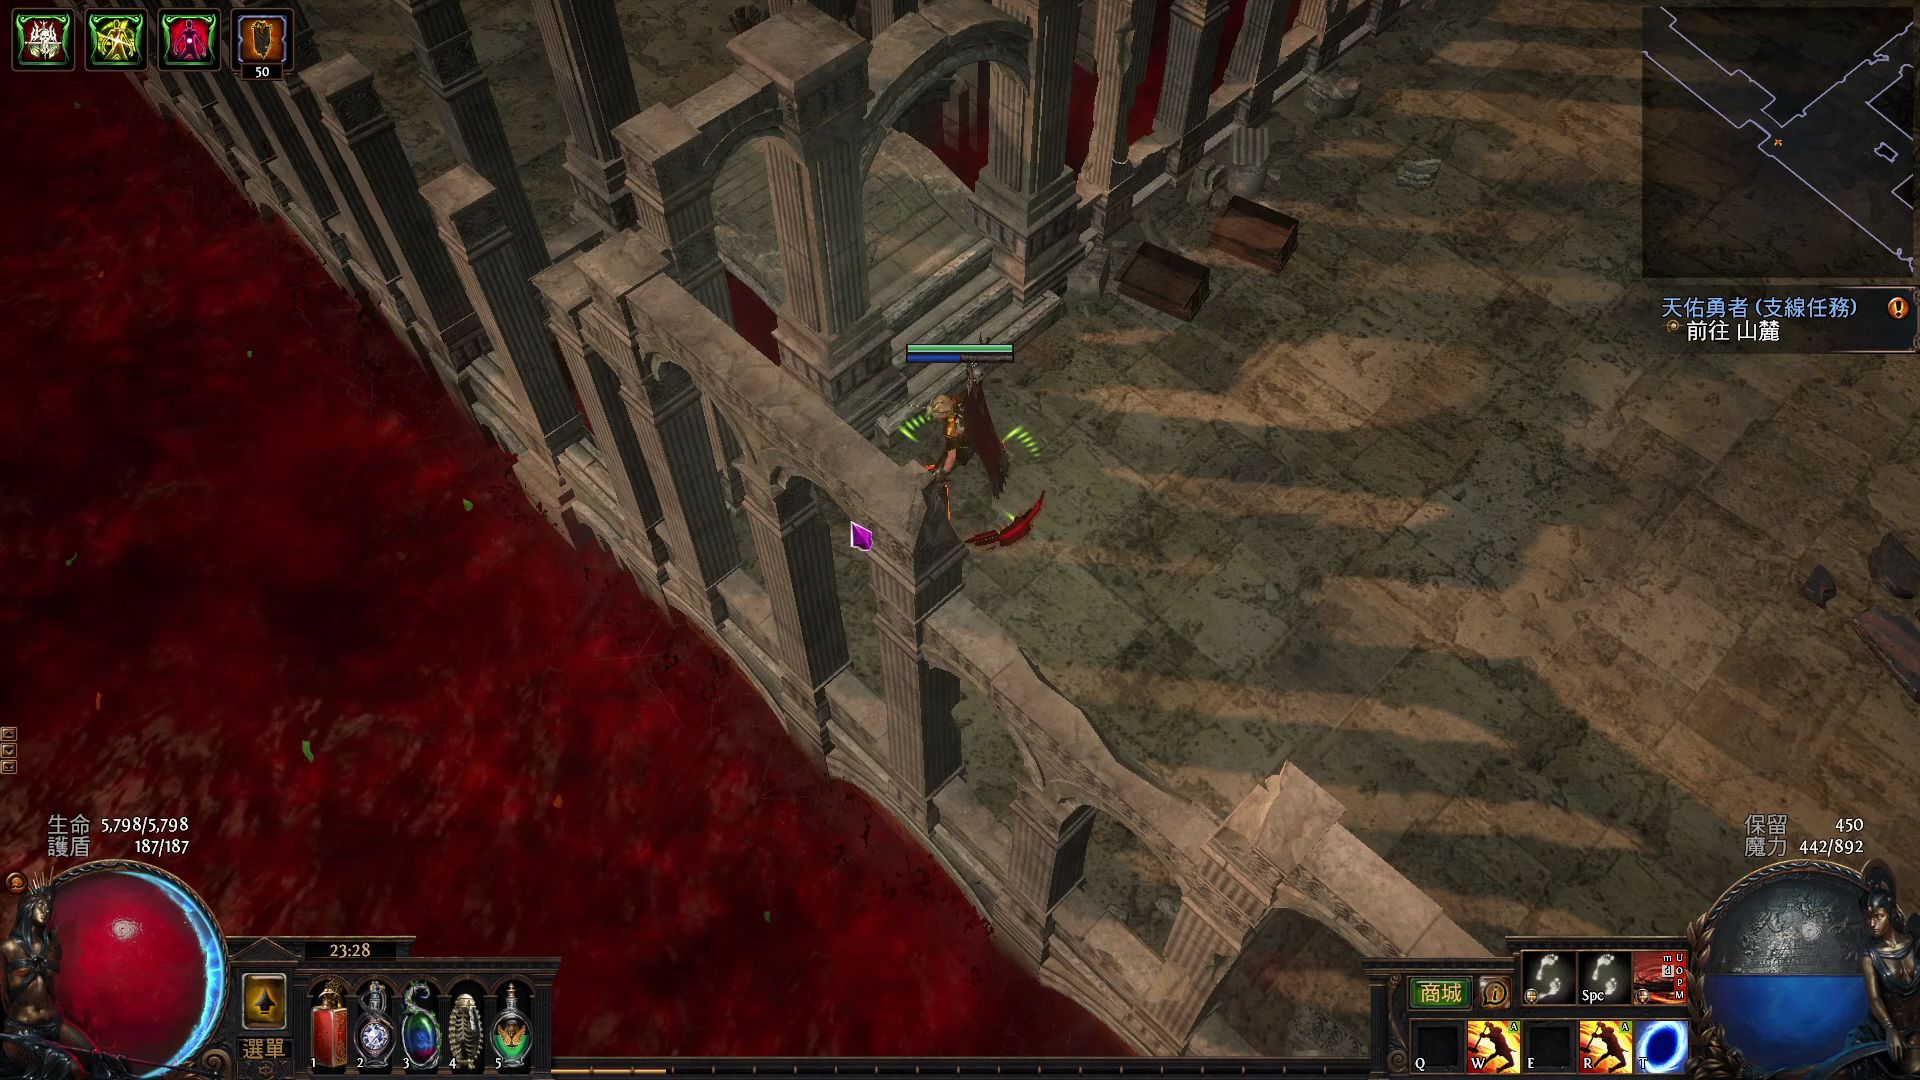 50
天佑勇者 (支線任務)
前往 山麓
生命 5,798/5,798
護盾 187/187
保留 450
魔力 442/892
23:28
選單
1 2 3 4 5
商城
Spc
Q W E R T
A A